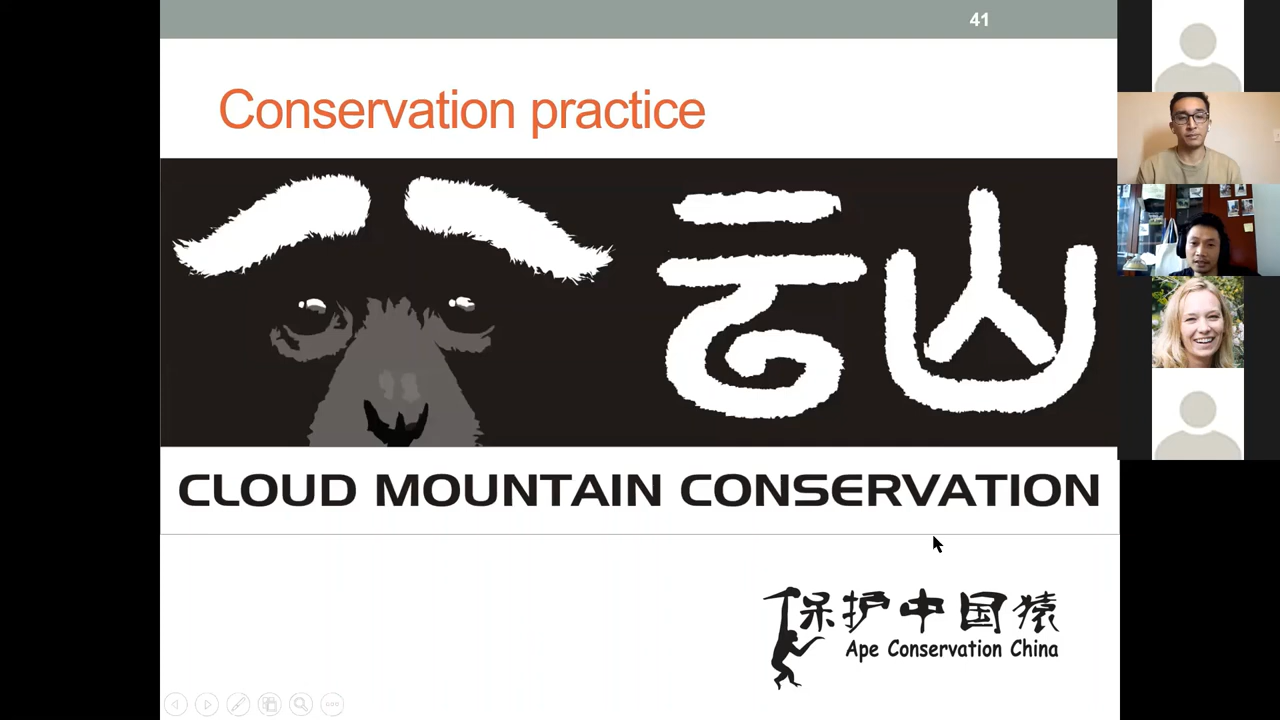 41
Conservation practice
云山
CLOUD MOUNTAIN CONSERVATION
保护中国猿
Ape Conservation China